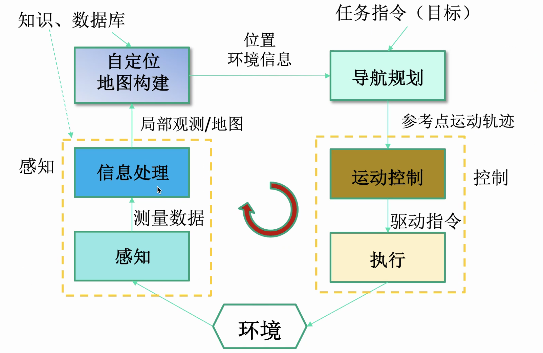 知识、数据库
任务指令（目标）
自定位
地图构建
位置
环境信息
导航规划
局部观测/地图
参考点运动轨迹
感知
信息处理
运动控制
控制
测量数据
驱动指令
感知
执行
环境